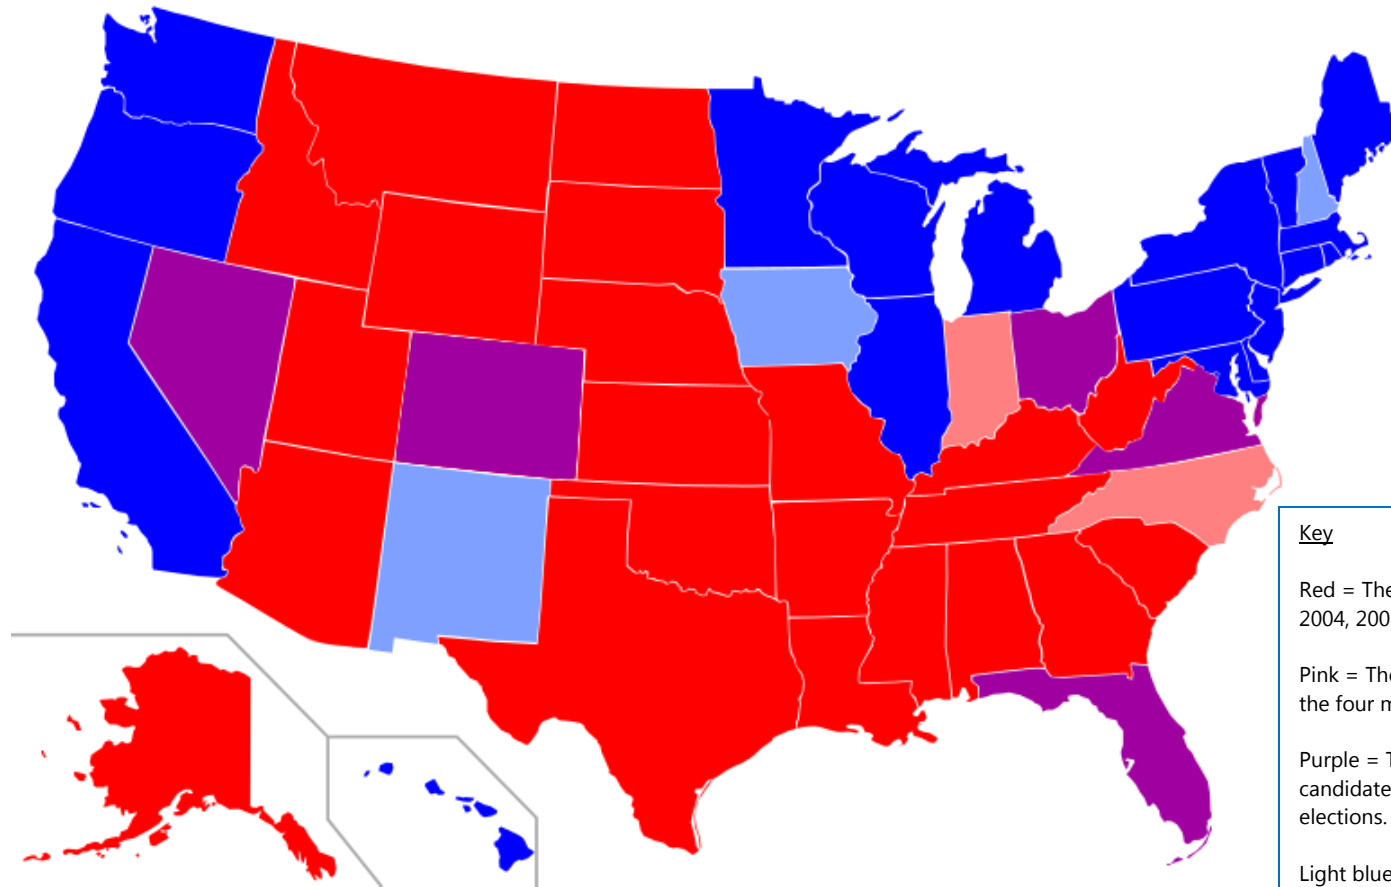 Key
Red = The
2004, 200
Pink = The
the four m
Purple = T
candidate
elections.
Light blue